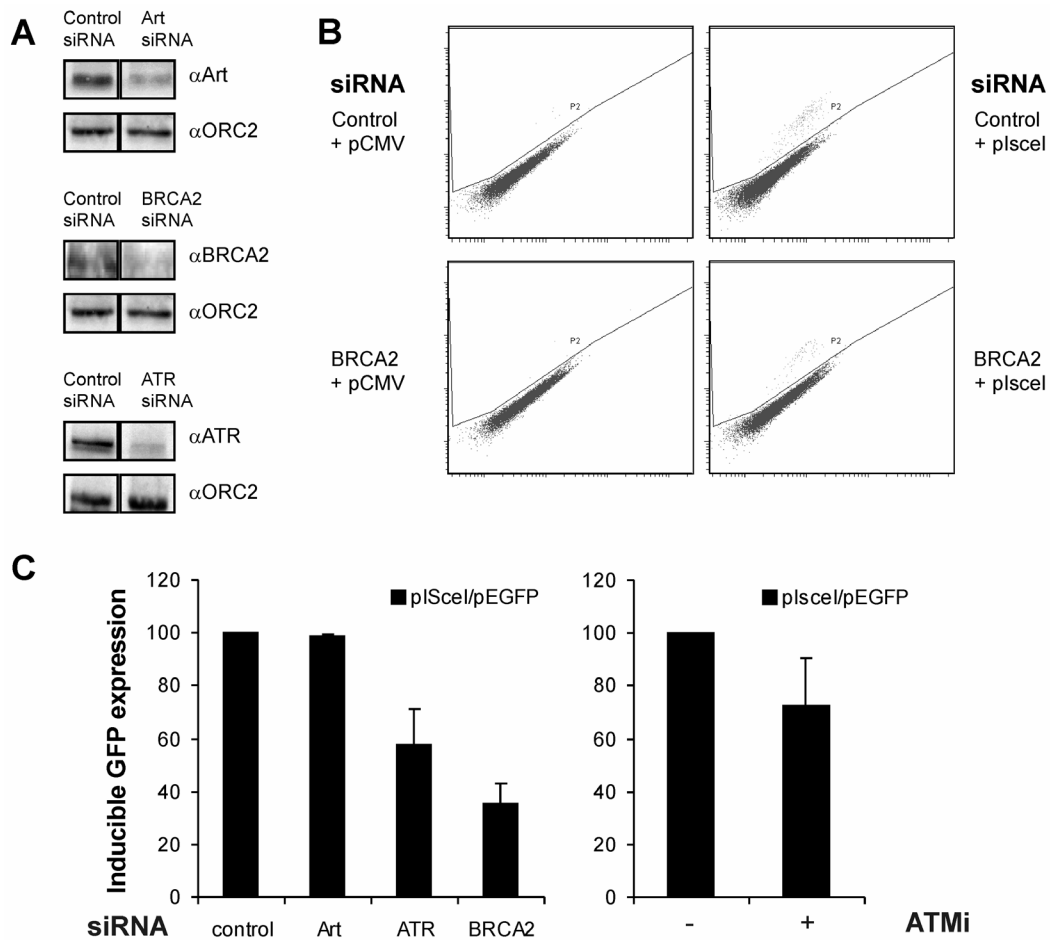 A
Control Art
siRNA siRNA
αArt
αORC2
Control BRCA2
siRNA siRNA
αBRCA2
αORC2
Control ATR
siRNA siRNA
αATR
αORC2
B
siRNA
Control
+ pCMV
P2
P2
siRNA
Control
+ pIsceI
BRCA2
+ pCMV
P2
P2
BRCA2
+ pIsceI
C
Inducible GFP expression
120
100
80
60
40
20
0
pISceI/pEGFP
siRNA control Art ATR BRCA2
120
100
80
60
40
20
0
pIsceI/pEGFP
- + ATMi